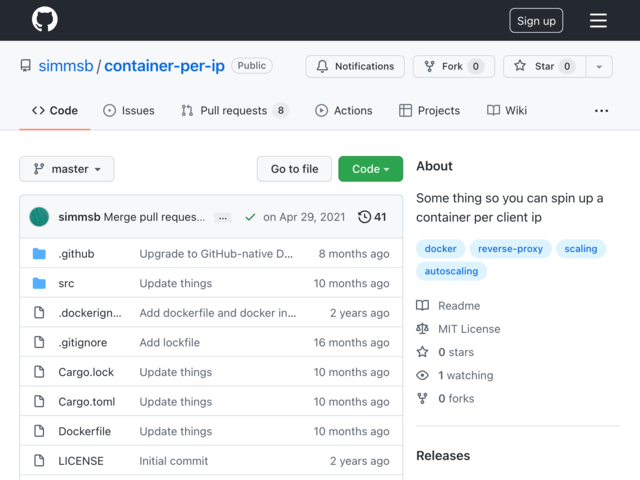 Sign up
simmsb / container-per-ip Public
Notifications Fork 0 Star 0
Code Issues Pull requests 8 Actions Projects Wiki ...
master Go to file Code
simmsb Merge pull reques... ... on Apr 29, 2021 41
.github Upgrade to GitHub-native D... 8 months ago
src Update things 10 months ago
.dockerign... Add dockerfile and docker in... 2 years ago
.gitignore Add lockfile 16 months ago
Cargo.lock Update things 10 months ago
Cargo.toml Update things 10 months ago
Dockerfile Update things 10 months ago
LICENSE Initial commit 2 years ago
About
Some thing so you can spin up a
container per client ip
docker reverse-proxy scaling
autoscaling
Readme
MIT License
0 stars
1 watching
0 forks
Releases